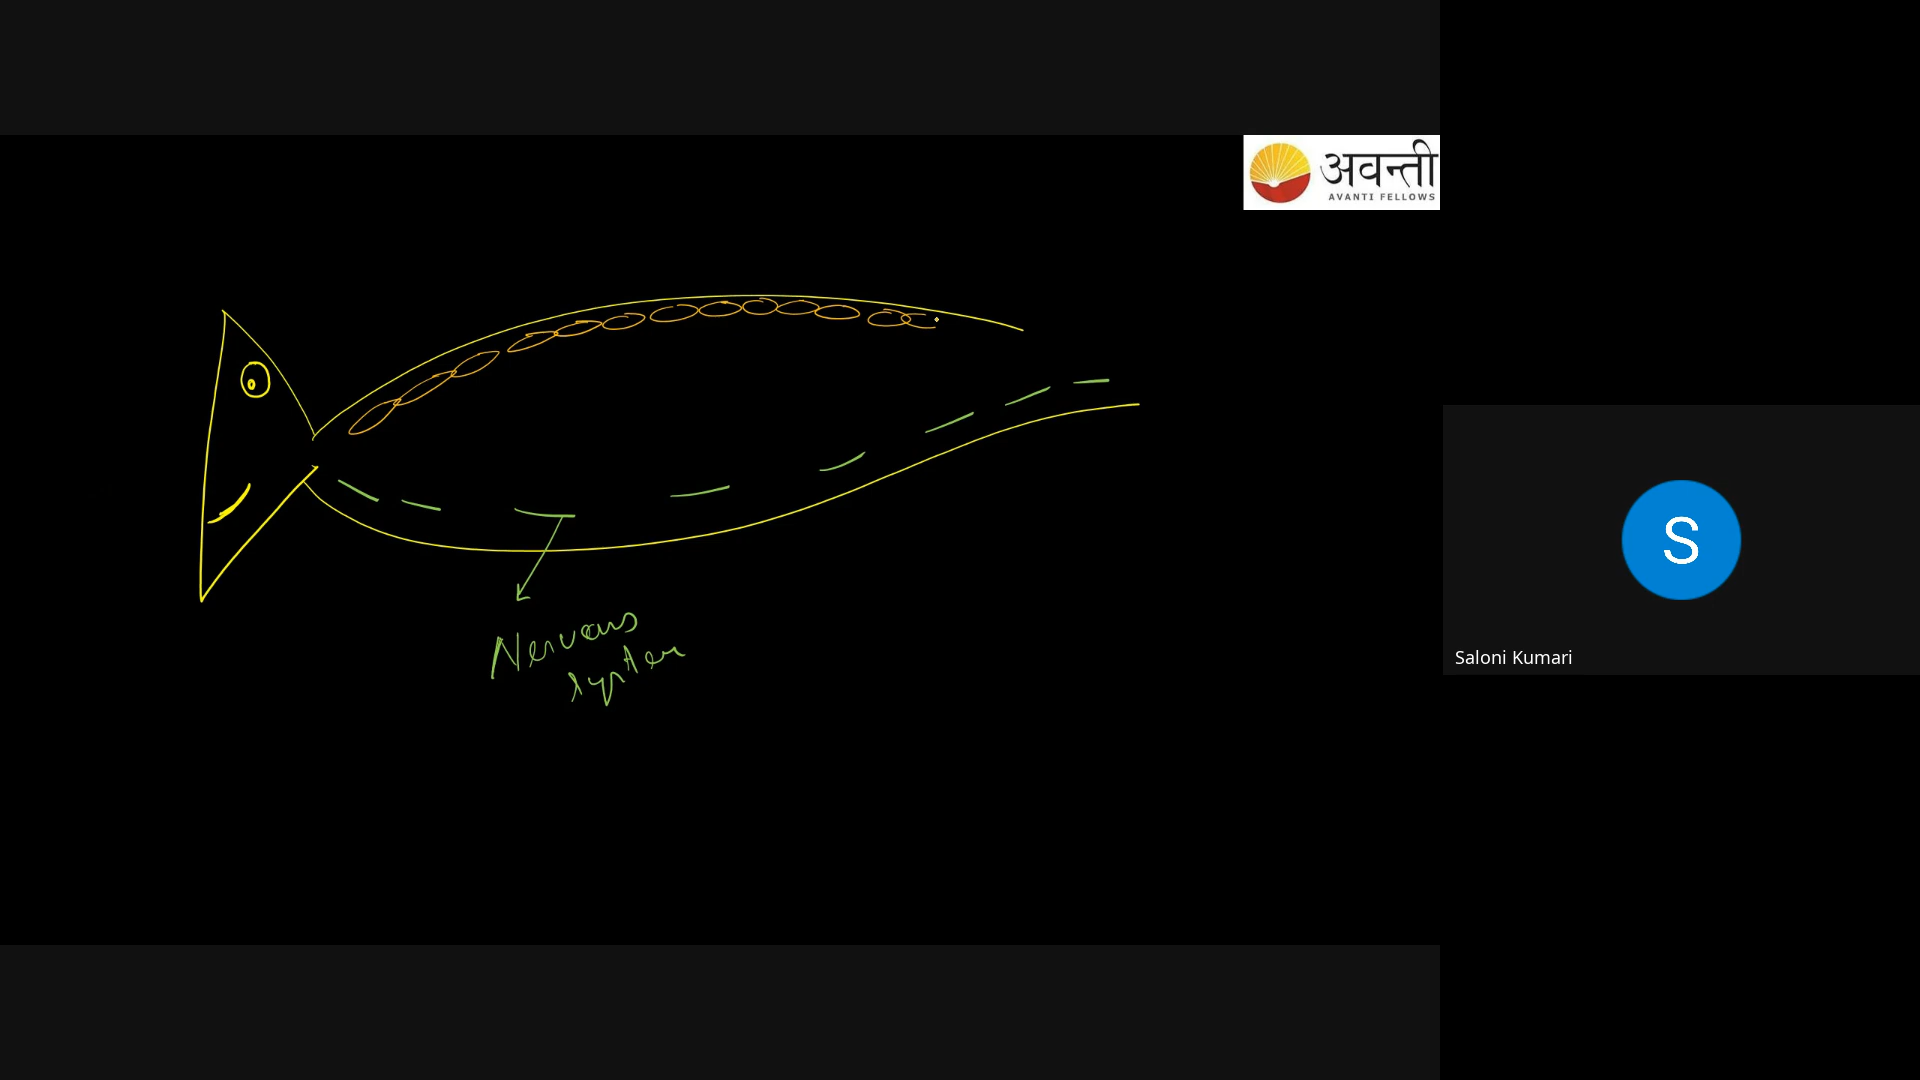 अवन्ती
AVANTI FELLOWS
S
Saloni Kumari
Nervous
system